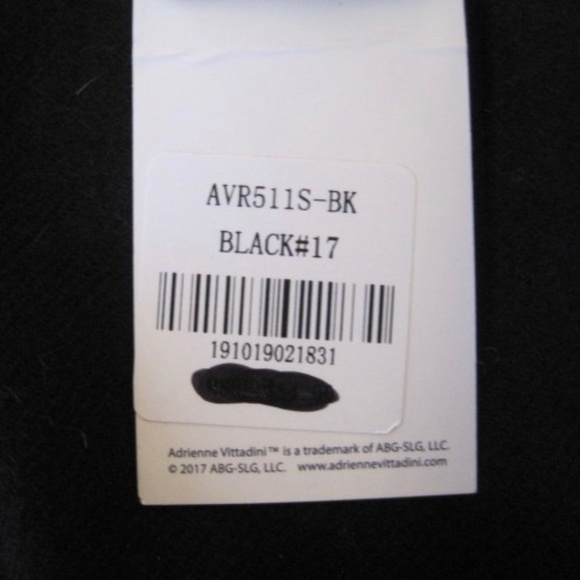 AVR511S-BK
BLACK#17
191019021831
Adrienne Vittadini™ is a trademark of ABG-SLG, LLC.
© 2017 ABG-SLG, LLC. www.adriennevittadini.com